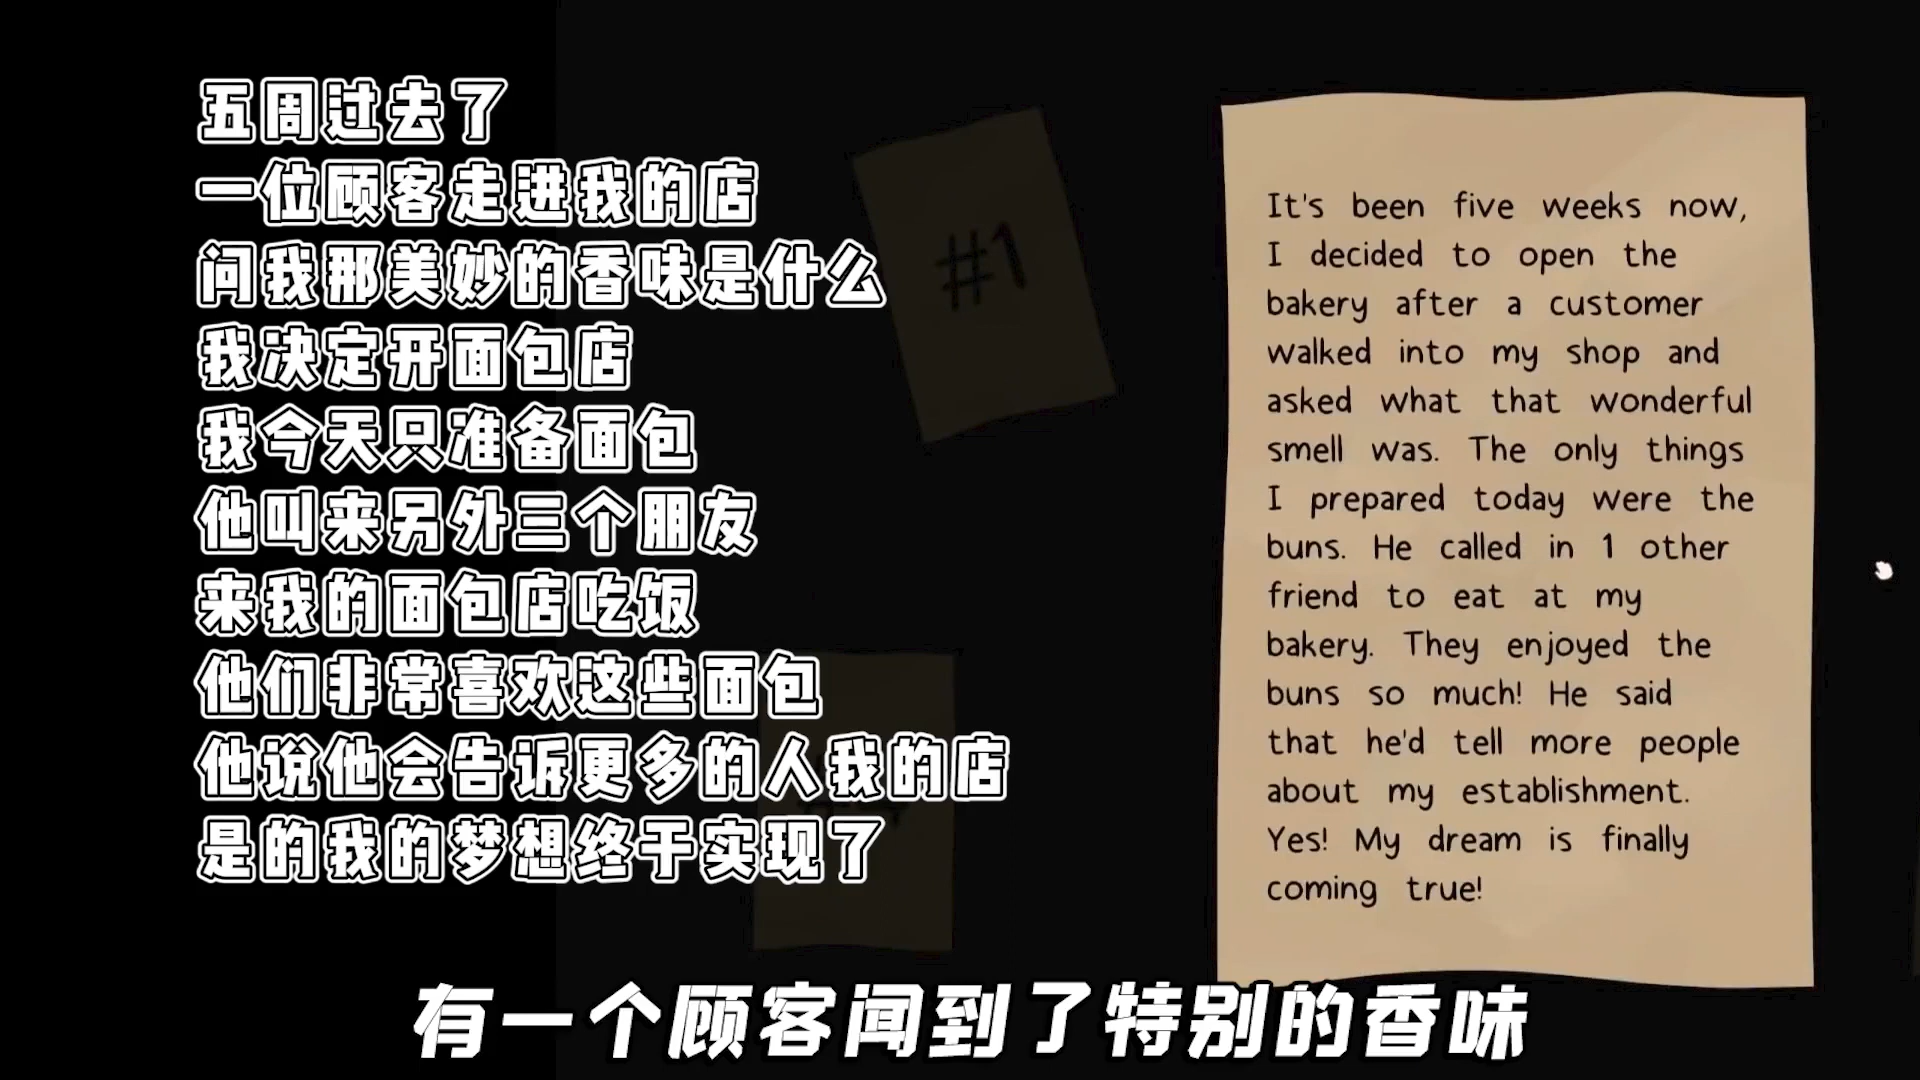 五周过去了
一位顾客走进我的店
问我那美妙的香味是什么
我决定开面包店
我今天只准备面包
他叫来另外三个朋友
来我的面包店吃饭
他们非常喜欢这些面包
他说他会告诉更多的人我的店
是的我的梦想终于实现了
#1
It's been five weeks now,
I decided to open the
bakery after a customer
walked into my shop and
asked what that wonderful
smell was. The only things
I prepared today were the
buns. He called in 1 other
friend to eat at my
bakery. They enjoyed the
buns so much! He said
that he'd tell more people
about my establishment.
Yes! My dream is finally
coming true!
有一个顾客闻到了特别的香味